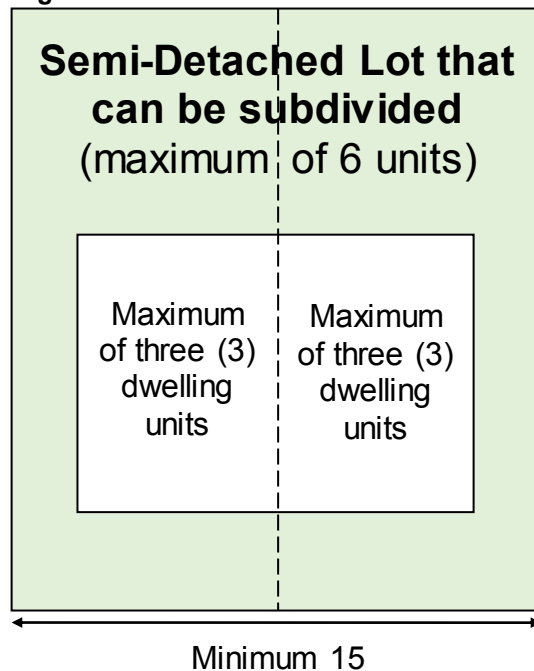 Semi-Detached Lot that
can be subdivided
(maximum of 6 units)
Maximum
of three (3)
dwelling
units
Maximum
of three (3)
dwelling
units
Minimum 15